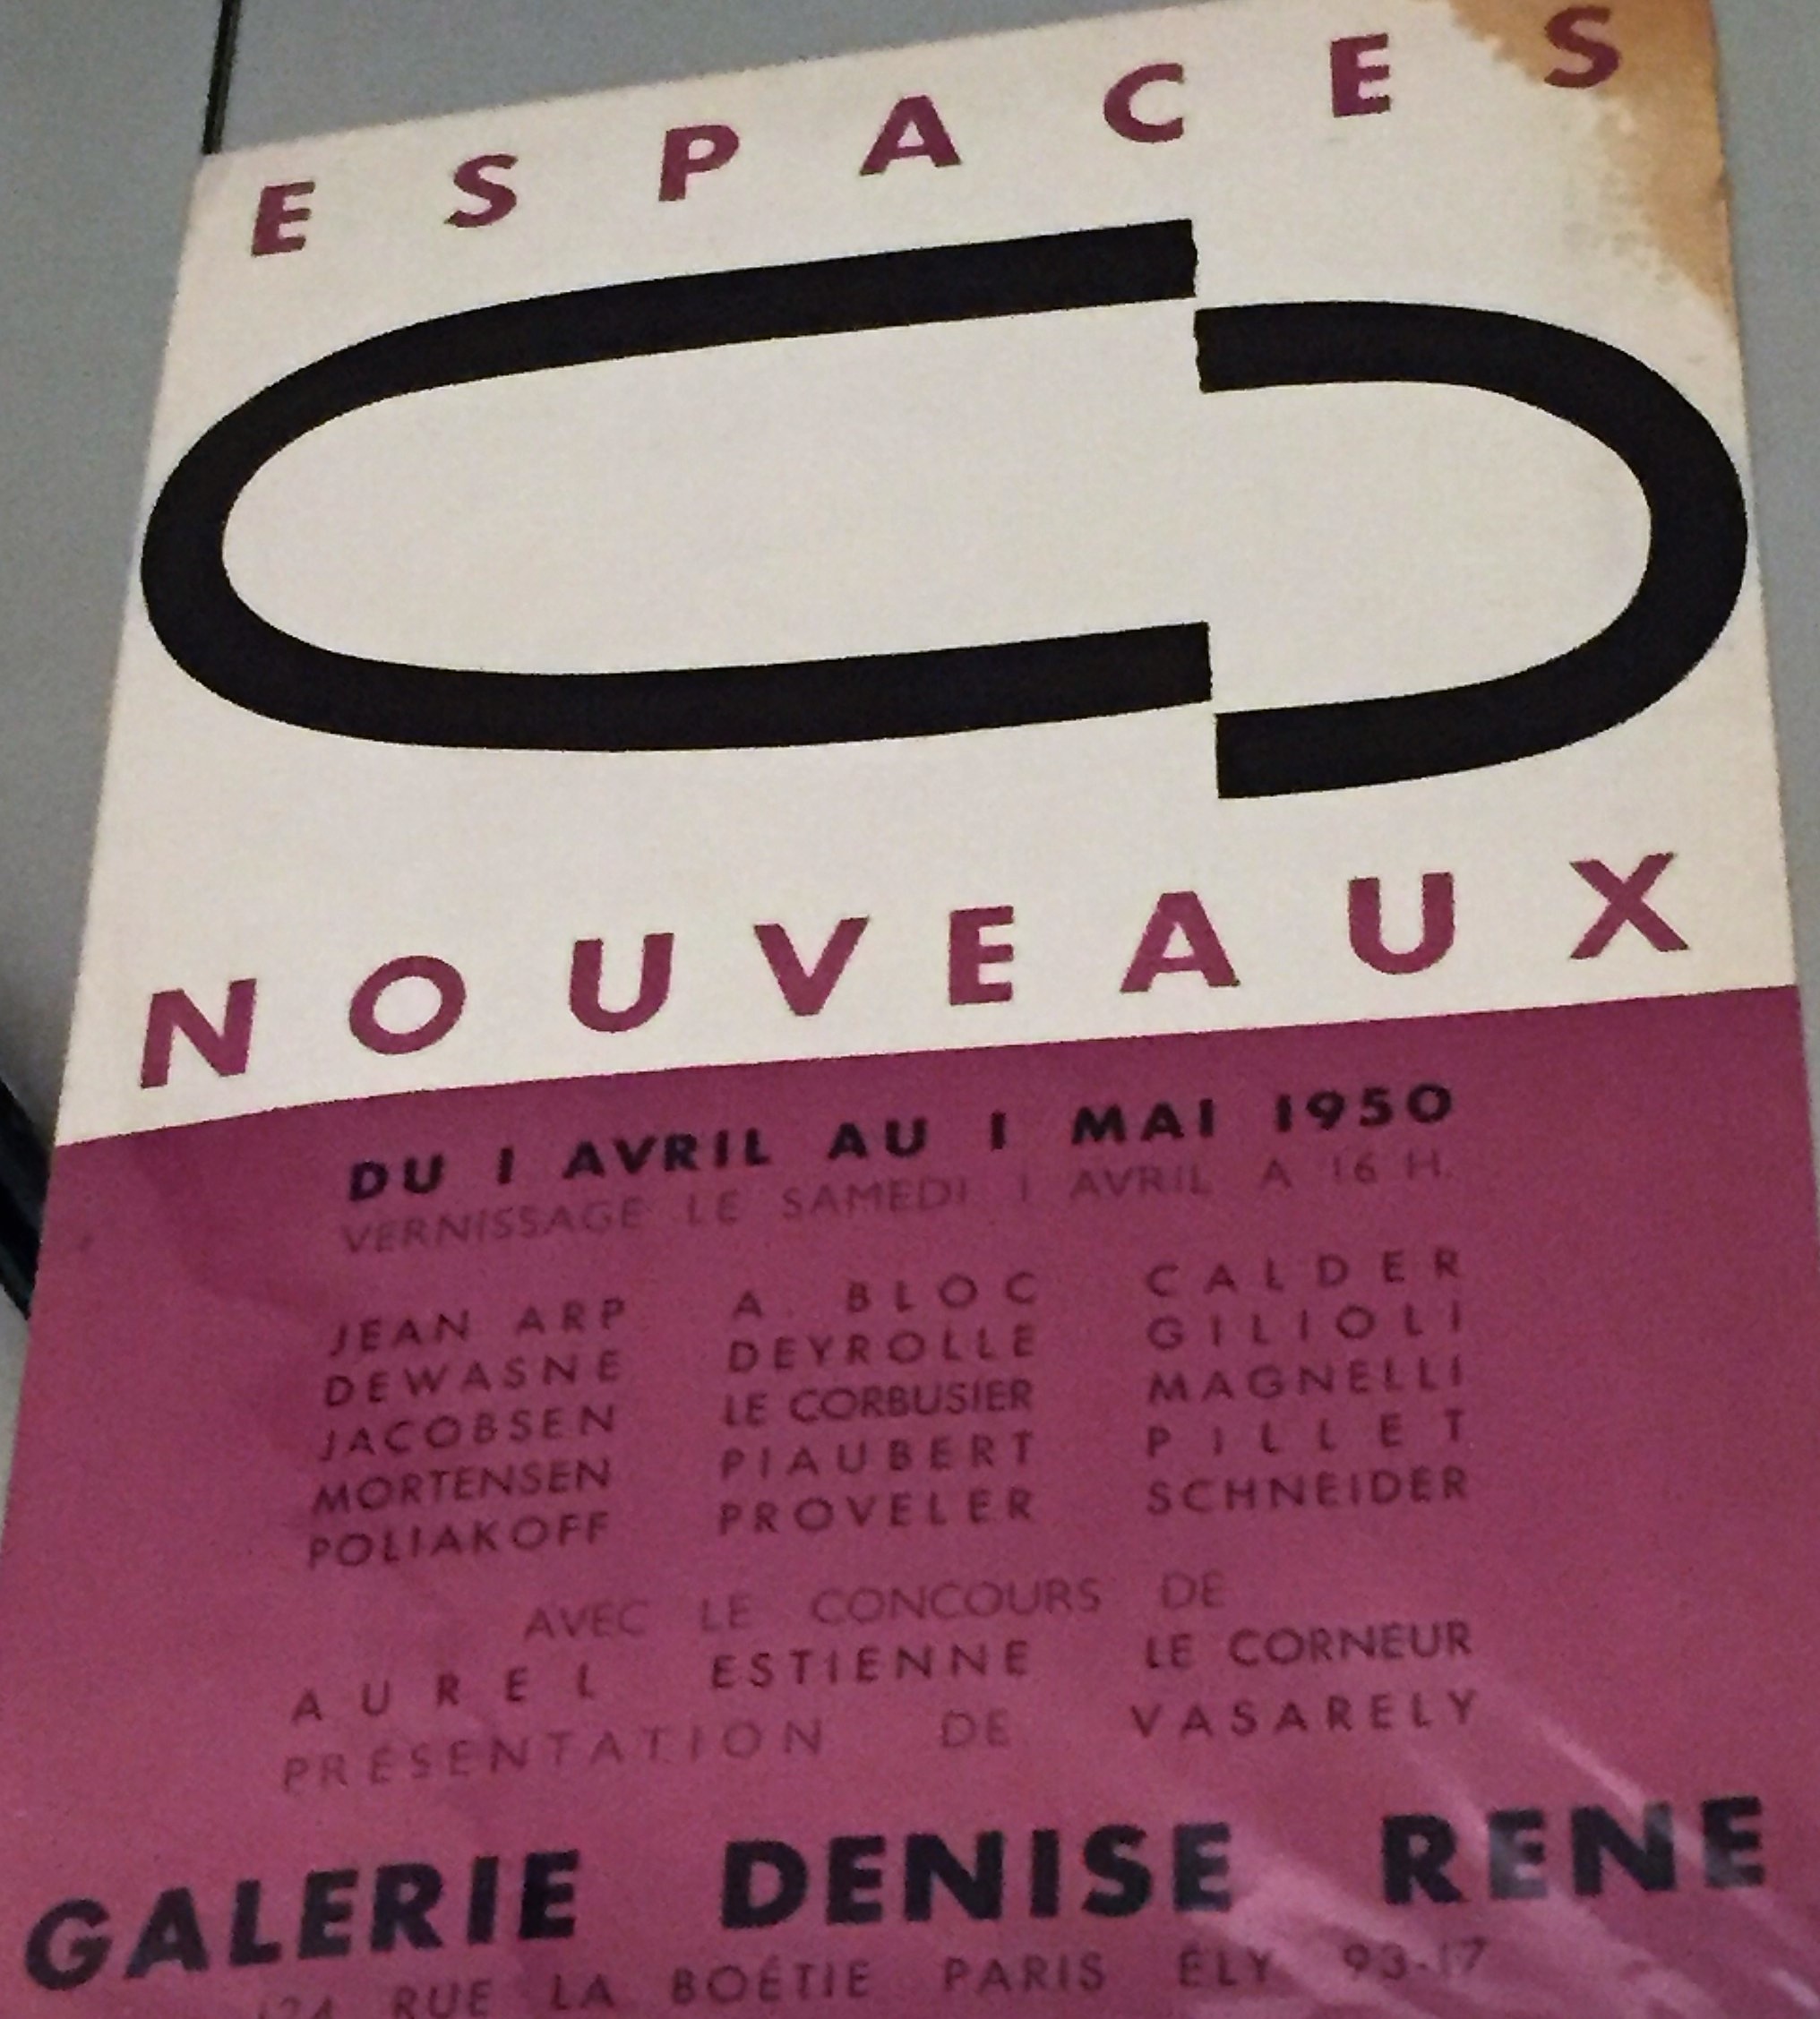 ESPACES
NOUVEAUX
DU 1 AVRIL AU 1 MAI 1950
VERNISSAGE LE SAMEDI 1 AVRIL A 16 H.
JEAN ARP A. BLOC CALDER
DEWASNE DEYROLLE GILIOLI
JACOBSEN LE CORBUSIER MAGNELLI
MORTENSEN PIAUBERT PILLET
POLIAKOFF PROVELER SCHNEIDER
AVEC LE CONCOURS DE
AUREL ESTIENNE LE CORNEUR
PRÉSENTATION DE VASARELY
GALERIE DENISE RENE
124 RUE LA BOÉTIE PARIS ÉLY 93-17